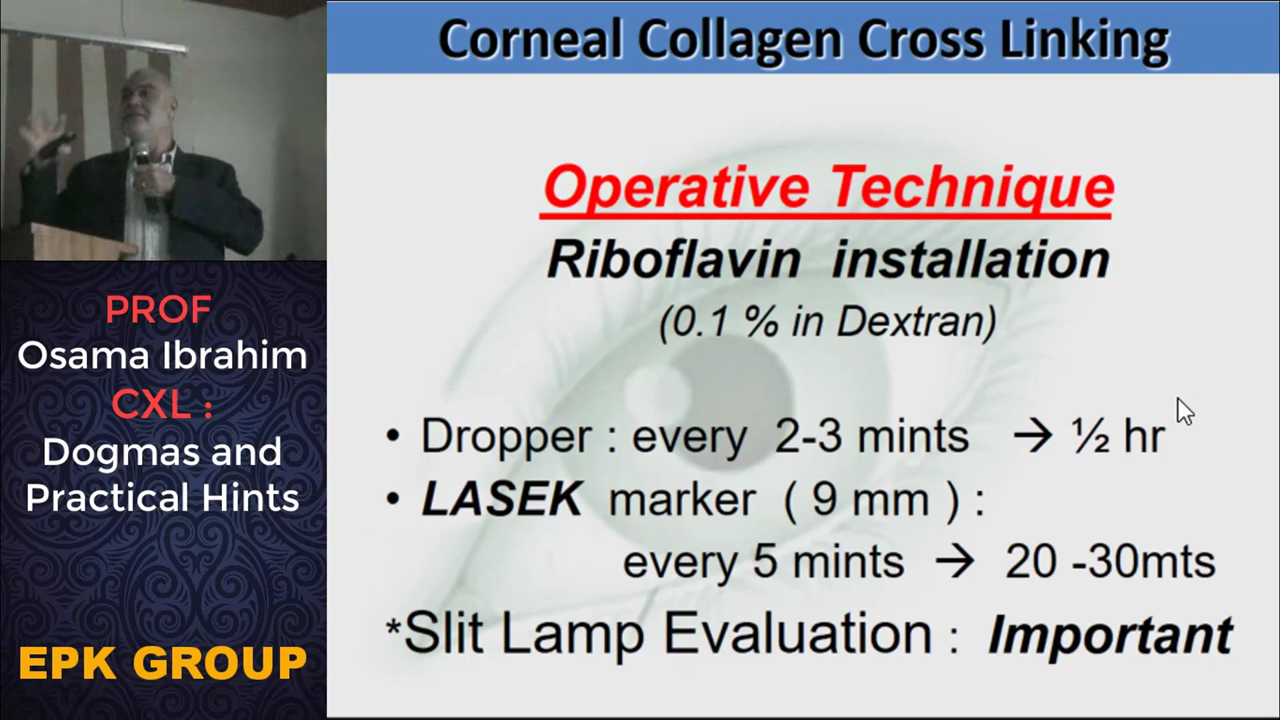 PROF
Osama Ibrahim
CXL :
Dogmas and
Practical Hints
EPK GROUP
Corneal Collagen Cross Linking
Operative Technique
Riboflavin installation
(0.1 % in Dextran)
• Dropper : every 2-3 mints → ½ hr
• LASEK marker ( 9 mm ) :
every 5 mints → 20 -30mts
*Slit Lamp Evaluation : Important